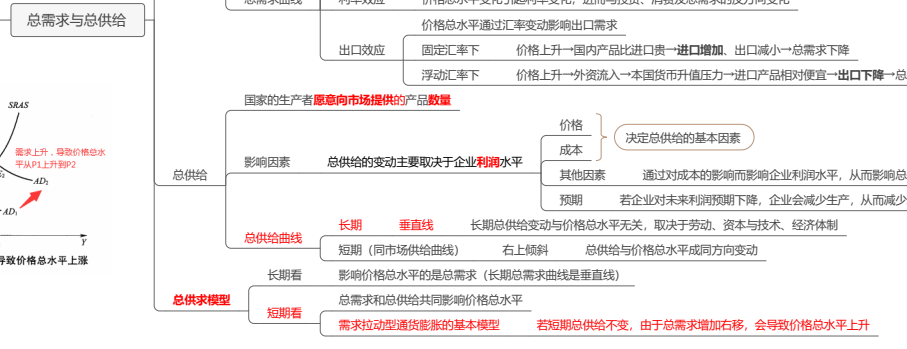 总需求曲线 利率效应 价格总水平变化引起利率变化，进而与投资、消费及总需求的反方向变化
总需求与总供给
价格总水平通过汇率变动影响出口需求
出口效应 固定汇率下 价格上升→国内产品比进口贵→进口增加、出口减小→总需求下降
浮动汇率下 价格上升→外资流入→本国货币升值压力→进口产品相对便宜→出口下降→总
国家的生产者愿意向市场提供的产品数量
SRAS
需求上升，导致价格总水
平从P1上升到P2
AD₂
AD₁
Y
导致价格总水平上涨
总供给
影响因素 总供给的变动主要取决于企业利润水平
价格
成本
决定总供给的基本因素
其他因素 通过对成本的影响而影响企业利润水平，从而影响总
预期 若企业对未来利润预期下降，企业会减少生产，从而减少
总供给曲线
长期 垂直线 长期总供给变动与价格总水平无关，取决于劳动、资本与技术、经济体制
短期（同市场供给曲线） 右上倾斜 总供给与价格总水平成同方向变动
总供求模型
长期看 影响价格总水平的是总需求（长期总需求曲线是垂直线）
短期看
总需求和总供给共同影响价格总水平
需求拉动型通货膨胀的基本模型 若短期总供给不变，由于总需求增加右移，会导致价格总水平上升